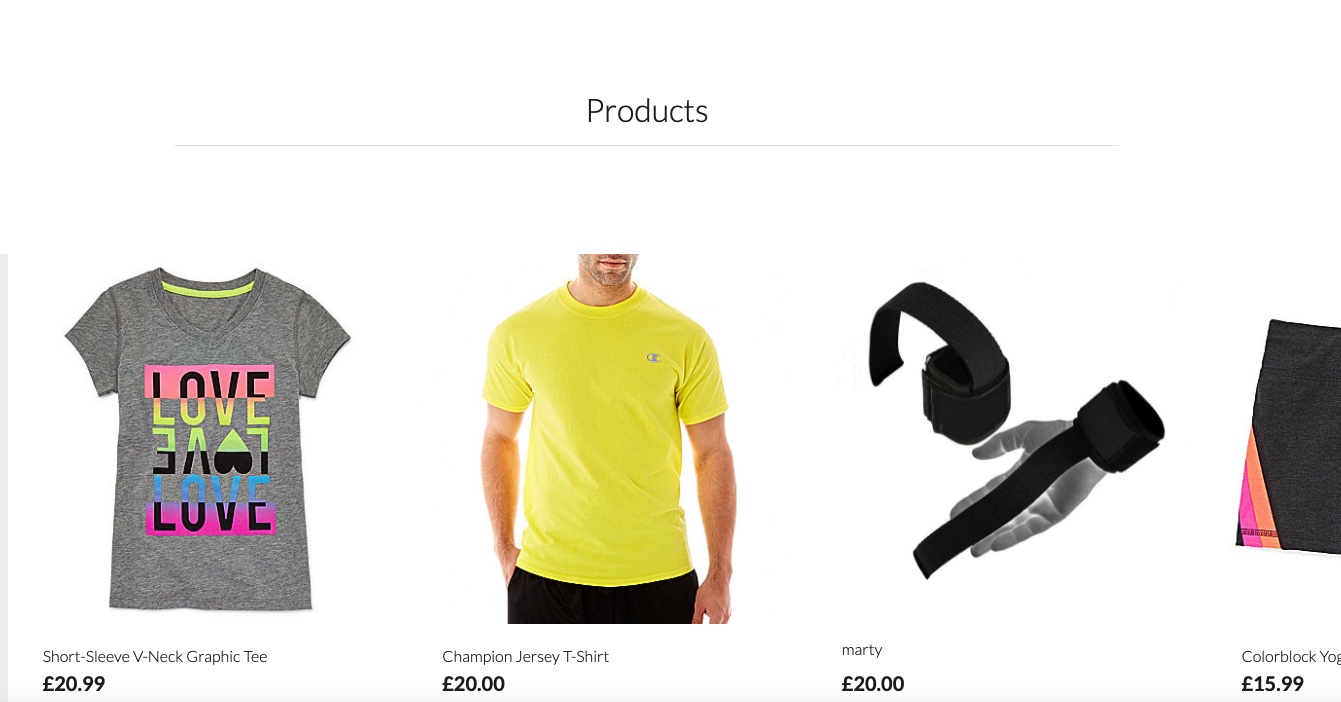 Products
LOVE
LOVE
LOVE
Short-Sleeve V-Neck Graphic Tee
£20.99
Champion Jersey T-Shirt
£20.00
marty
£20.00
Colorblock Yog
£15.99